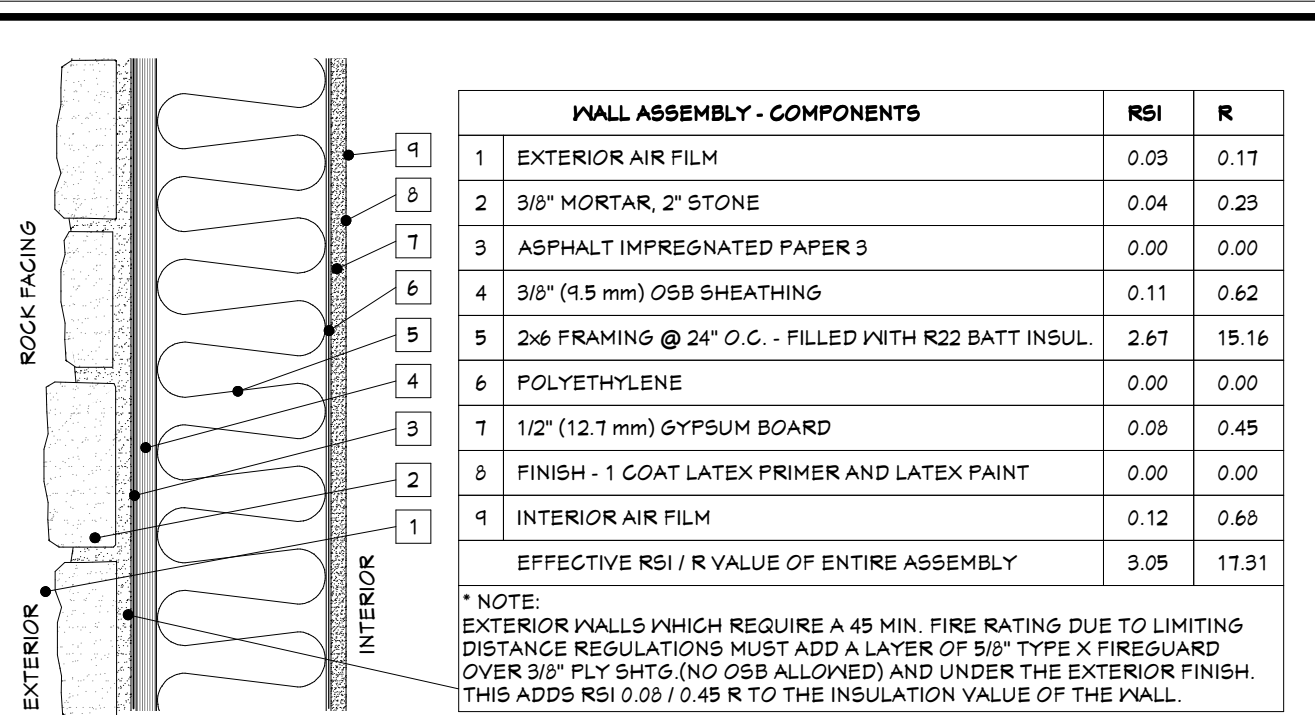 WALL ASSEMBLY - COMPONENTS RSI R
1 EXTERIOR AIR FILM 0.03 0.17
2 3/8" MORTAR, 2" STONE 0.04 0.23
3 ASPHALT IMPREGNATED PAPER 3 0.00 0.00
4 3/8" (9.5 mm) OSB SHEATHING 0.11 0.62
5 2x6 FRAMING @ 24" O.C. - FILLED WITH R22 BATT INSUL. 2.67 15.16
6 POLYETHYLENE 0.00 0.00
7 1/2" (12.7 mm) GYPSUM BOARD 0.08 0.45
8 FINISH - 1 COAT LATEX PRIMER AND LATEX PAINT 0.00 0.00
9 INTERIOR AIR FILM 0.12 0.68
EFFECTIVE RSI / R VALUE OF ENTIRE ASSEMBLY 3.05 17.31
* NOTE:
EXTERIOR WALLS WHICH REQUIRE A 45 MIN. FIRE RATING DUE TO LIMITING
DISTANCE REGULATIONS MUST ADD A LAYER OF 5/8" TYPE X FIREGUARD
OVER 3/8" PLY SHTG.(NO OSB ALLOWED) AND UNDER THE EXTERIOR FINISH.
THIS ADDS RSI 0.08 / 0.45 R TO THE INSULATION VALUE OF THE WALL.
ROCK FACING
EXTERIOR
INTERIOR
9
8
7
6
5
4
3
2
1